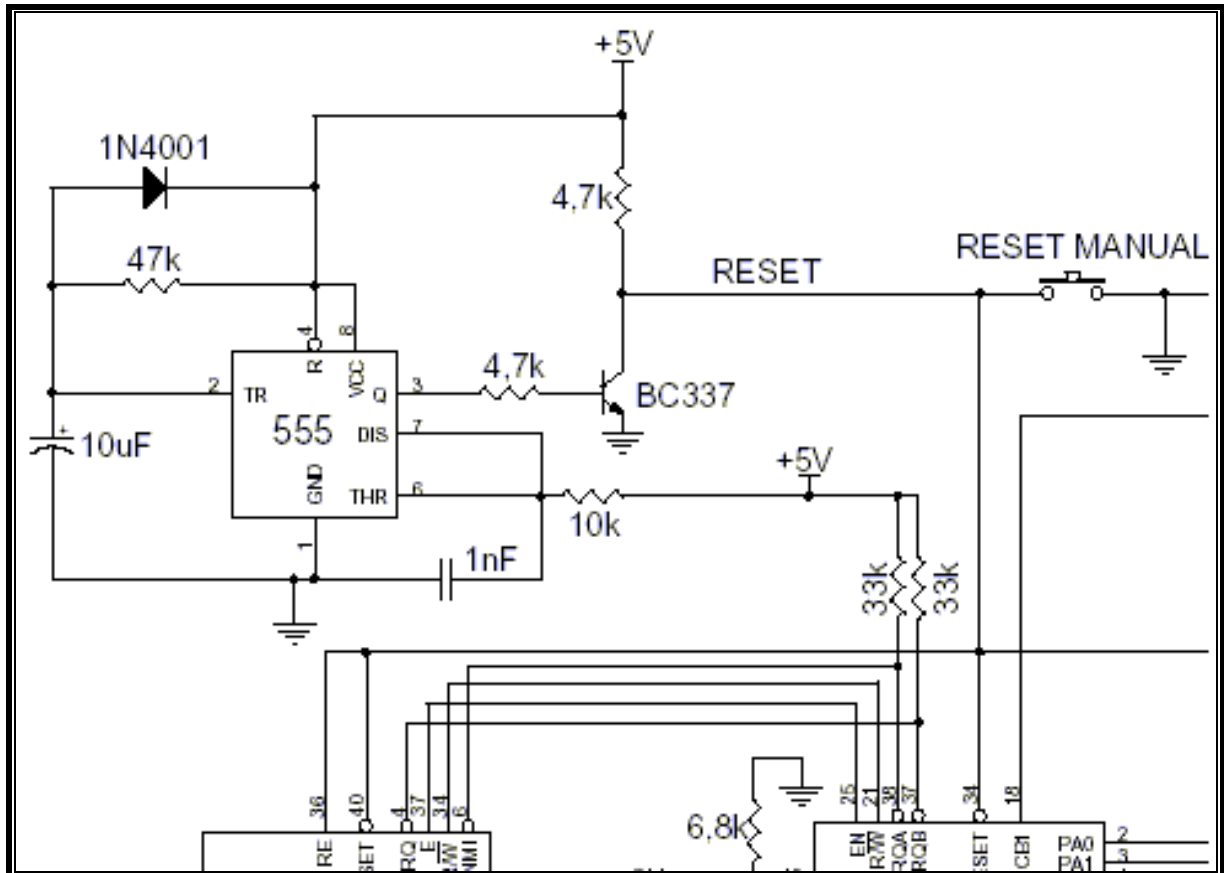 +5V
1N4001
4,7k
47k
RESET
RESET MANUAL
4
8
R
VCC
2
TR
Q
3
4,7k
BC337
10uF
555
DIS
7
+5V
GND
THR
6
10k
1
1nF
33k
33k
36
40
4
37
34
6
25
21
38
37
34
18
6,8k
RE
SET
RQ
E
R/W
NMI
EN
R/W
RQA
RQB
ESET
CB1
PA0
2
PA1
3